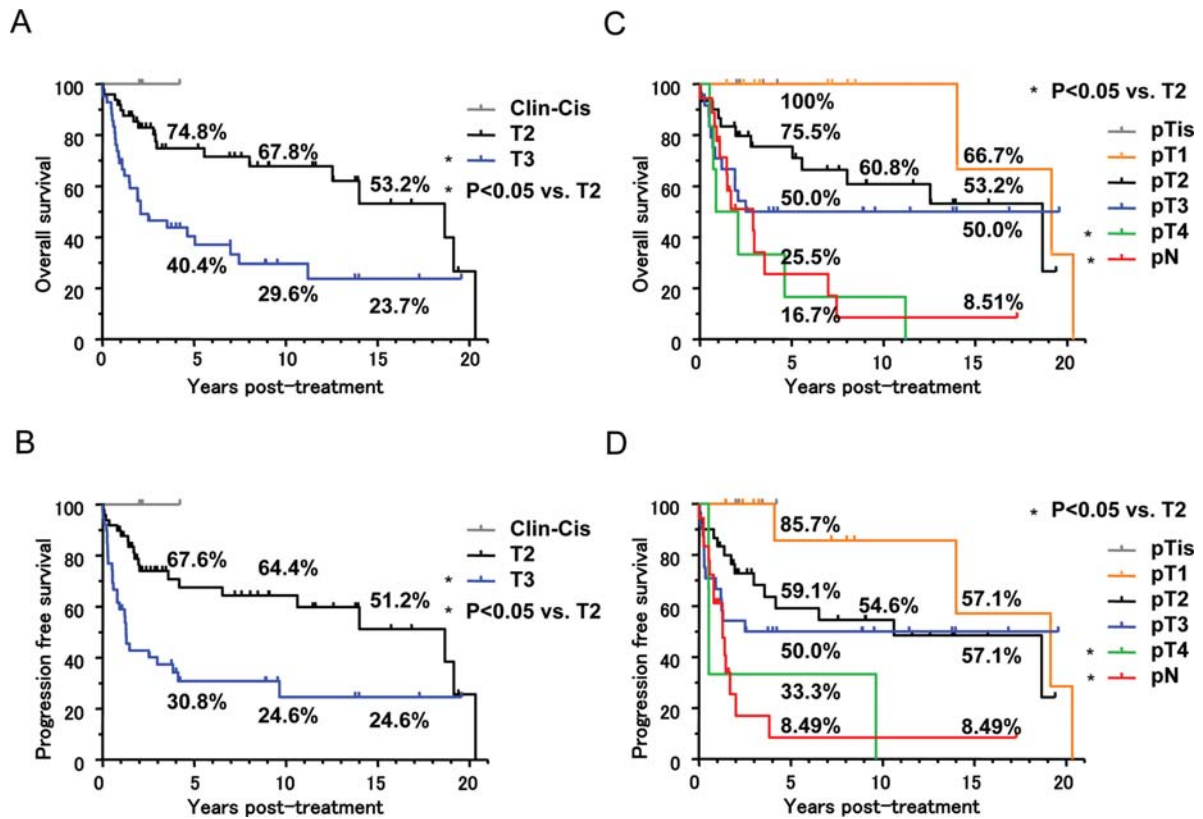 A
Overall survival
100
80
60
40
20
0
74.8%
67.8%
53.2%
40.4%
29.6%
23.7%
0 5 10 15 20
Years post-treatment
Clin-Cis
T2
* T3
* P<0.05 vs. T2
C
Overall survival
100
80
60
40
20
0
100%
75.5%
66.7%
60.8%
53.2%
50.0%
50.0%
25.5%
8.51%
16.7%
0 5 10 15 20
Years post-treatment
* P<0.05 vs. T2
pTis
pT1
pT2
pT3
* pT4
* pN
B
Progression free survival
100
80
60
40
20
0
67.6%
64.4%
51.2%
30.8%
24.6%
24.6%
0 5 10 15 20
Years post-treatment
Clin-Cis
T2
* T3
* P<0.05 vs. T2
D
Progression free survival
100
80
60
40
20
0
85.7%
59.1%
54.6%
57.1%
50.0%
57.1%
33.3%
8.49%
8.49%
0 5 10 15 20
Years post-treatment
* P<0.05 vs. T2
pTis
pT1
pT2
pT3
* pT4
* pN